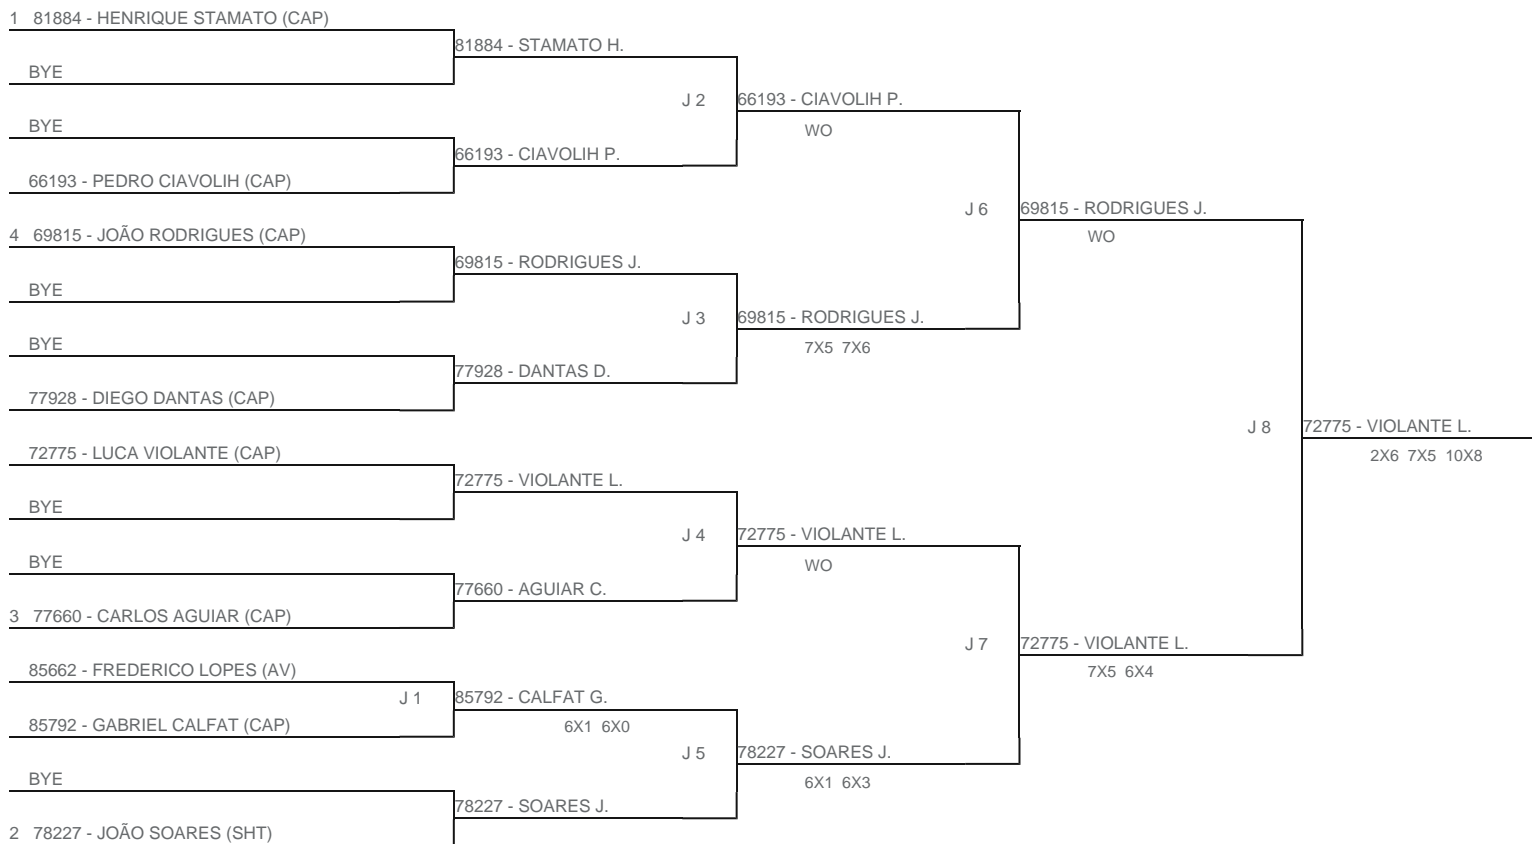 1 81884 - HENRIQUE STAMATO (CAP)
81884 - STAMATO H.
BYE
J 2
66193 - CIAVOLIH P.
BYE
WO
66193 - CIAVOLIH P.
66193 - PEDRO CIAVOLIH (CAP)
J 6
69815 - RODRIGUES J.
4 69815 - JOÃO RODRIGUES (CAP)
WO
69815 - RODRIGUES J.
BYE
J 3
69815 - RODRIGUES J.
BYE
7X5 7X6
77928 - DANTAS D.
77928 - DIEGO DANTAS (CAP)
J 8
72775 - VIOLANTE L.
72775 - LUCA VIOLANTE (CAP)
2X6 7X5 10X8
72775 - VIOLANTE L.
BYE
J 4
72775 - VIOLANTE L.
BYE
WO
77660 - AGUIAR C.
3 77660 - CARLOS AGUIAR (CAP)
J 7
72775 - VIOLANTE L.
85662 - FREDERICO LOPES (AV)
7X5 6X4
J 1
85792 - CALFAT G.
85792 - GABRIEL CALFAT (CAP)
6X1 6X0
J 5
78227 - SOARES J.
BYE
6X1 6X3
78227 - SOARES J.
2 78227 - JOÃO SOARES (SHT)